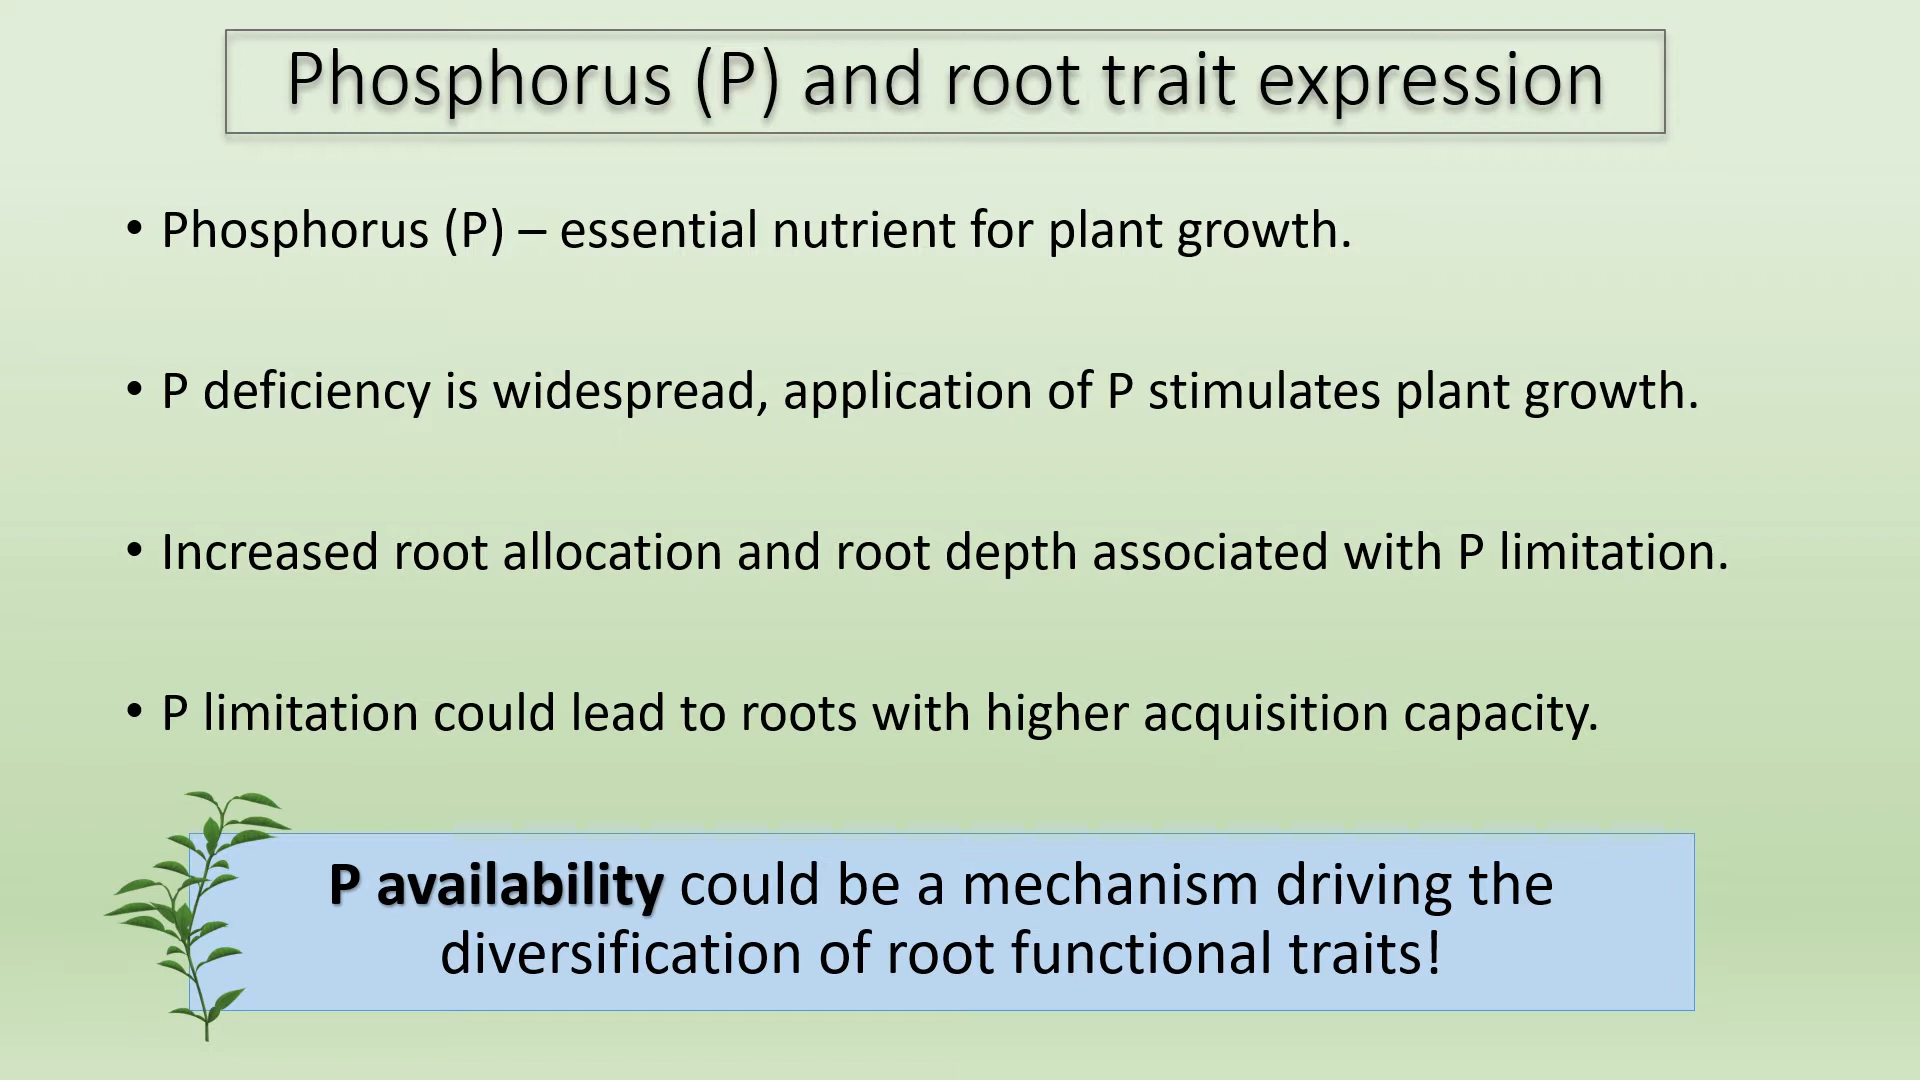 Phosphorus (P) and root trait expression
• Phosphorus (P) – essential nutrient for plant growth.
• P deficiency is widespread, application of P stimulates plant growth.
• Increased root allocation and root depth associated with P limitation.
• P limitation could lead to roots with higher acquisition capacity.
P availability could be a mechanism driving the
diversification of root functional traits!